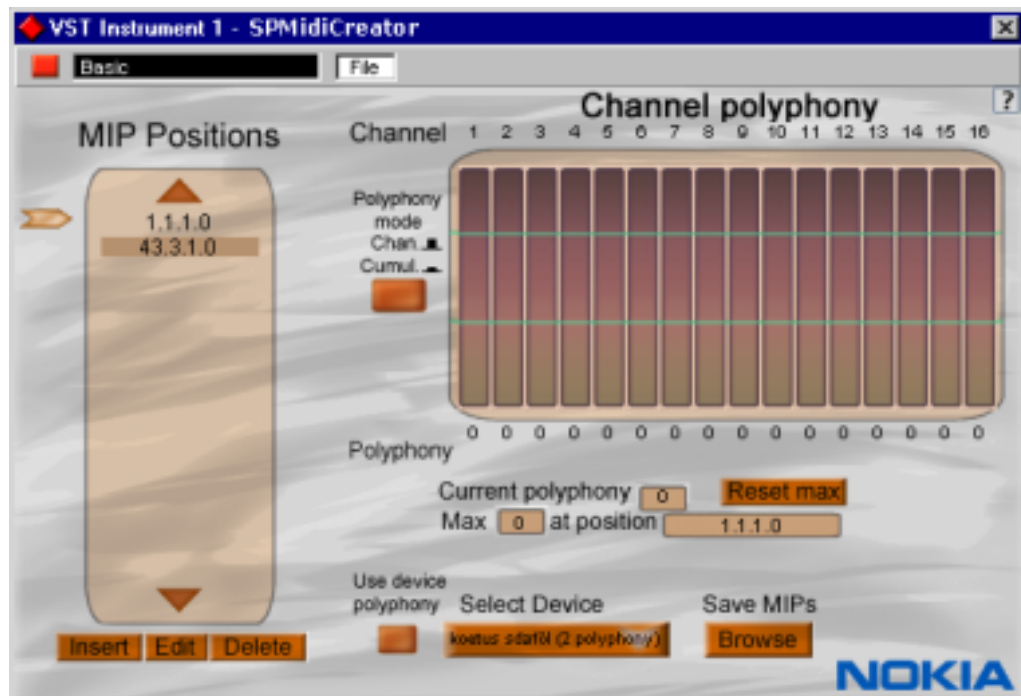 VST Instrument 1 - SPMidiCreator
Basic
File
?
Channel polyphony
MIP Positions
Channel 1 2 3 4 5 6 7 8 9 10 11 12 13 14 15 16
1.1.1.0
43.3.1.0
Polyphony
mode
Chan.
Cumul.
0 0 0 0 0 0 0 0 0 0 0 0 0 0 0 0
Polyphony
Current polyphony 0 Reset max
Max 0 at position 1.1.1.0
Use device
polyphony
Select Device
Save MIPs
koetus sdaföl (2 polyphony)
Browse
Insert Edit Delete
NOKIA